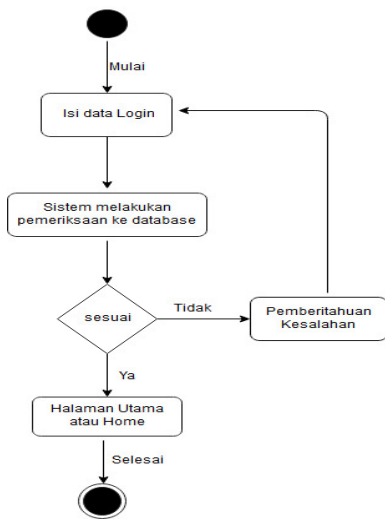 Mulai
Isi data Login
Sistem melakukan
pemeriksaan ke database
sesuai
Tidak
Pemberitahuan
Kesalahan
Ya
Halaman Utama
atau Home
Selesai